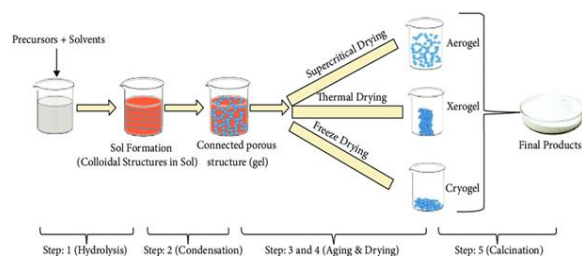 Precursors + Solvents
Sol Formation
(Colloidal Structures in Sol)
Connected porous
structure (gel)
Supercritical Drying
Thermal Drying
Freeze Drying
Aerogel
Xerogel
Cryogel
Final Products
Step: 1 (Hydrolysis)
Step: 2 (Condensation)
Step: 3 and 4 (Aging & Drying)
Step: 5 (Calcination)